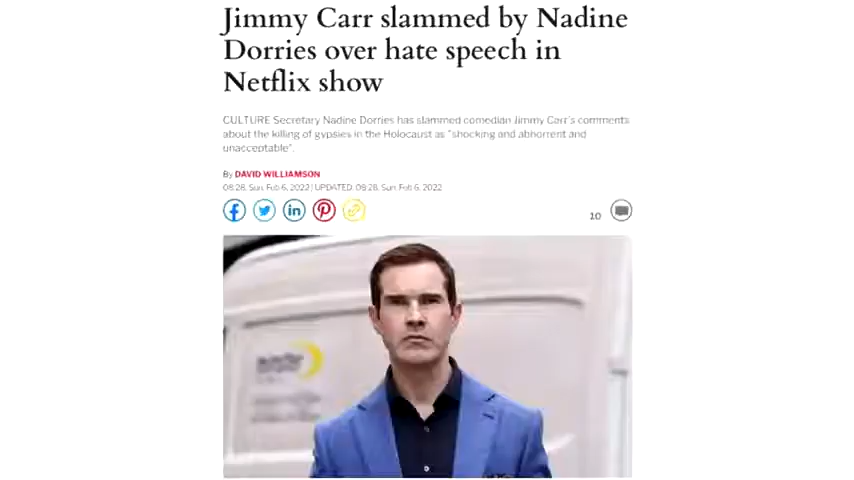 Jimmy Carr slammed by Nadine
Dorries over hate speech in
Netflix show
CULTURE Secretary Nadine Dorries has slammed comedian Jimmy Carr's comments
about the killing of gypsies in the Holocaust as "shocking and abhorrent and
unacceptable".
By DAVID WILLIAMSON
08:28, Sun, Feb 6, 2022 | UPDATED: 08:28, Sun, Feb 6, 2022
10